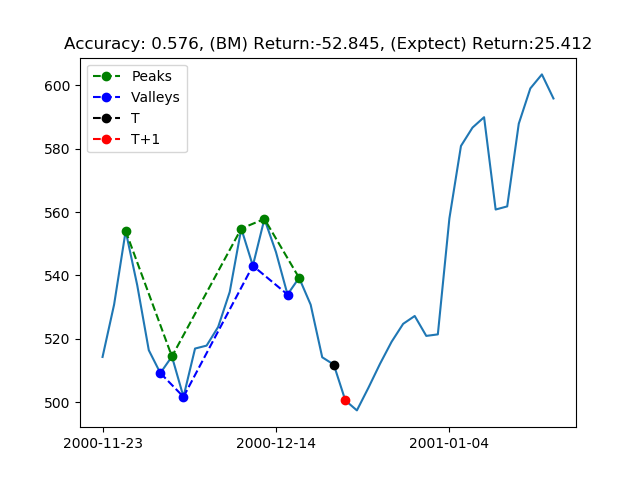 Accuracy: 0.576, (BM) Return:-52.845, (Exptect) Return:25.412
Peaks
Valleys
T
T+1
600
580
560
540
520
500
2000-11-23
2000-12-14
2001-01-04